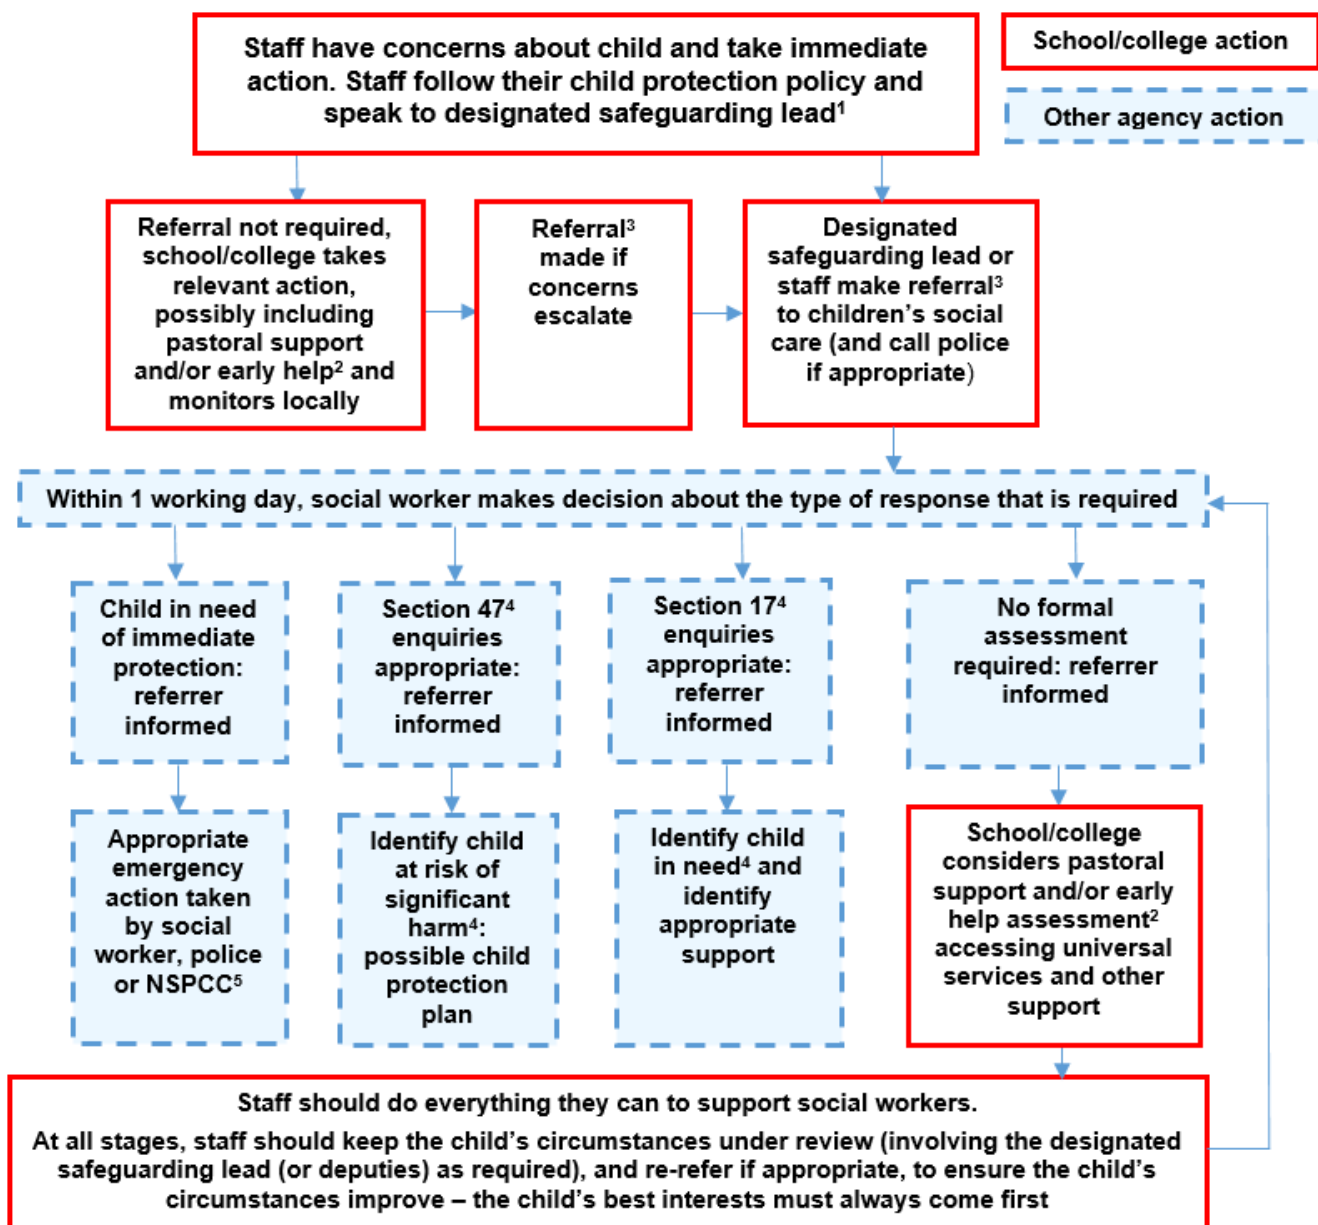 Staff have concerns about child and take immediate
action. Staff follow their child protection policy and
speak to designated safeguarding lead¹
School/college action
Other agency action
Referral not required,
school/college takes
relevant action,
possibly including
pastoral support
and/or early help² and
monitors locally
Referral³
made if
concerns
escalate
Designated
safeguarding lead or
staff make referral³
to children’s social
care (and call police
if appropriate)
Within 1 working day, social worker makes decision about the type of response that is required
Child in need
of immediate
protection:
referrer
informed
Section 47⁴
enquiries
appropriate:
referrer
informed
Section 17⁴
enquiries
appropriate:
referrer
informed
No formal
assessment
required: referrer
informed
Appropriate
emergency
action taken
by social
worker, police
or NSPCC⁵
Identify child
at risk of
significant
harm⁴:
possible child
protection
plan
Identify child
in need⁴ and
identify
appropriate
support
School/college
considers pastoral
support and/or early
help assessment²
accessing universal
services and other
support
Staff should do everything they can to support social workers.
At all stages, staff should keep the child’s circumstances under review (involving the designated
safeguarding lead (or deputies) as required), and re-refer if appropriate, to ensure the child’s
circumstances improve – the child’s best interests must always come first